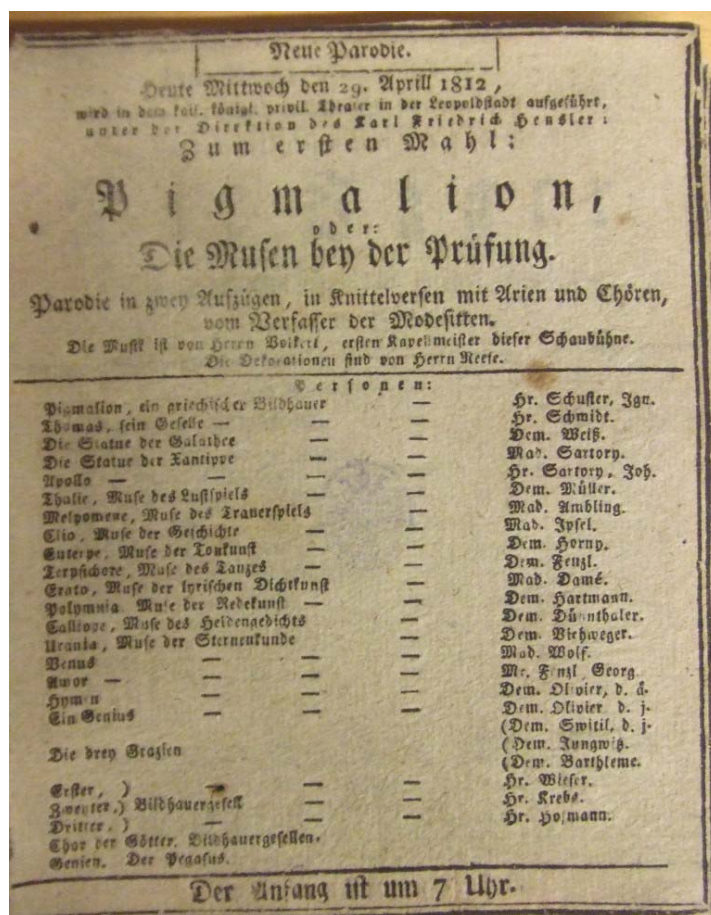 Neue Parodie.
Heute Mittwoch den 29. Aprill 1812,
wird in dem kais. königl. privil. Theater in der Leopoldstadt aufgeführt,
unter der Direktion des Karl Friedrich Hensler:
Zum ersten Mahl:
Pigmalion,
oder:
Die Musen bey der Prüfung.
Parodie in zwey Aufzügen, in Knittelversen mit Arien und Chören,
vom Verfasser der Modesitten.
Die Musik ist von Herrn Volkert, ersten Kapellmeister dieser Schaubühne.
Die Dekorationen sind von Herrn Neefe.
Personen:
Pigmalion, ein griechischer Bildhauer — Hr. Schuster, Ign.
Thomas, sein Geselle — — — Hr. Schmidt.
Die Statue der Galathee — — Dem. Weiß.
Die Statue der Xantippe — — Mad. Sartory.
Apollo — — — — Hr. Sartory, Joh.
Thalie, Muse des Lustspiels — — Dem. Müller.
Melpomene, Muse des Trauerspiels — — Mad. Ambling.
Clio, Muse der Geschichte — — Mad. Ipsel.
Euterpe, Muse der Tonkunst — — Dem. Horny.
Terpsichore, Muse des Tanzes — — Dem. Fenzl.
Erato, Muse der lyrischen Dichtkunst — — Mad. Damé.
Polymnia, Muse der Redekunst — — Dem. Hartmann.
Calliope, Muse des Heldengedichts — — Dem. Dünnthaler.
Urania, Muse der Sternenkunde — — Dem. Viehweger.
Venus — — — Mad. Wolf.
Amor — — — — Mr. Fenzl Georg.
Hymen — — — Dem. Olivier, d. ä.
Ein Genius — — — Dem. Olivier d. j.
(Dem. Switil, d. j.
Die drey Grazien (Dem. Jungwitz.
(Dem. Barthleme.
Erster, ) — — — Hr. Wieser.
Zweyter,) Bildhauergesell — — Hr. Krebs.
Dritter, ) — — Hr. Hofmann.
Chor der Götter. Bildhauergesellen.
Genien. Der Pegasus.
Der Anfang ist um 7 Uhr.